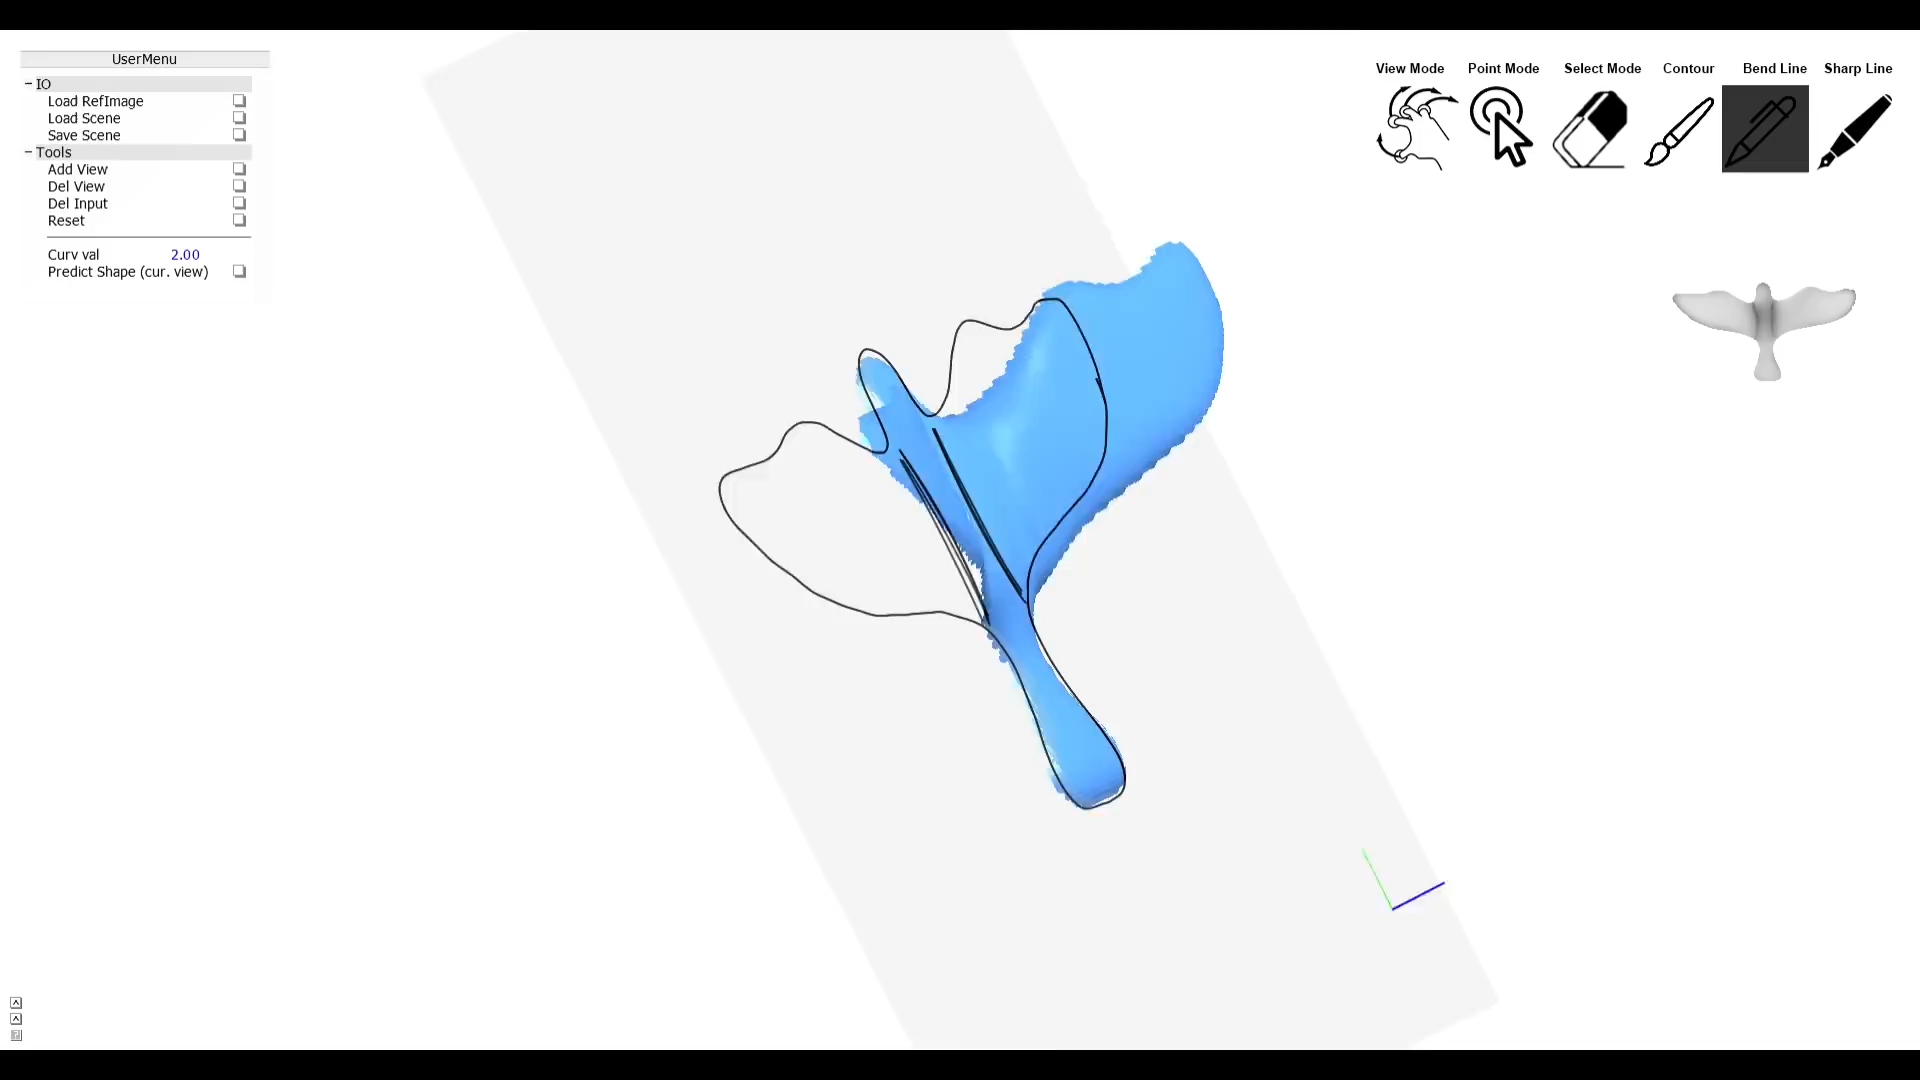 UserMenu
View Mode Point Mode Select Mode Contour Bend Line Sharp Line
− IO
Load RefImage
Load Scene
Save Scene
− Tools
Add View
Del View
Del Input
Reset
Curv val 2.00
Predict Shape (cur. view)